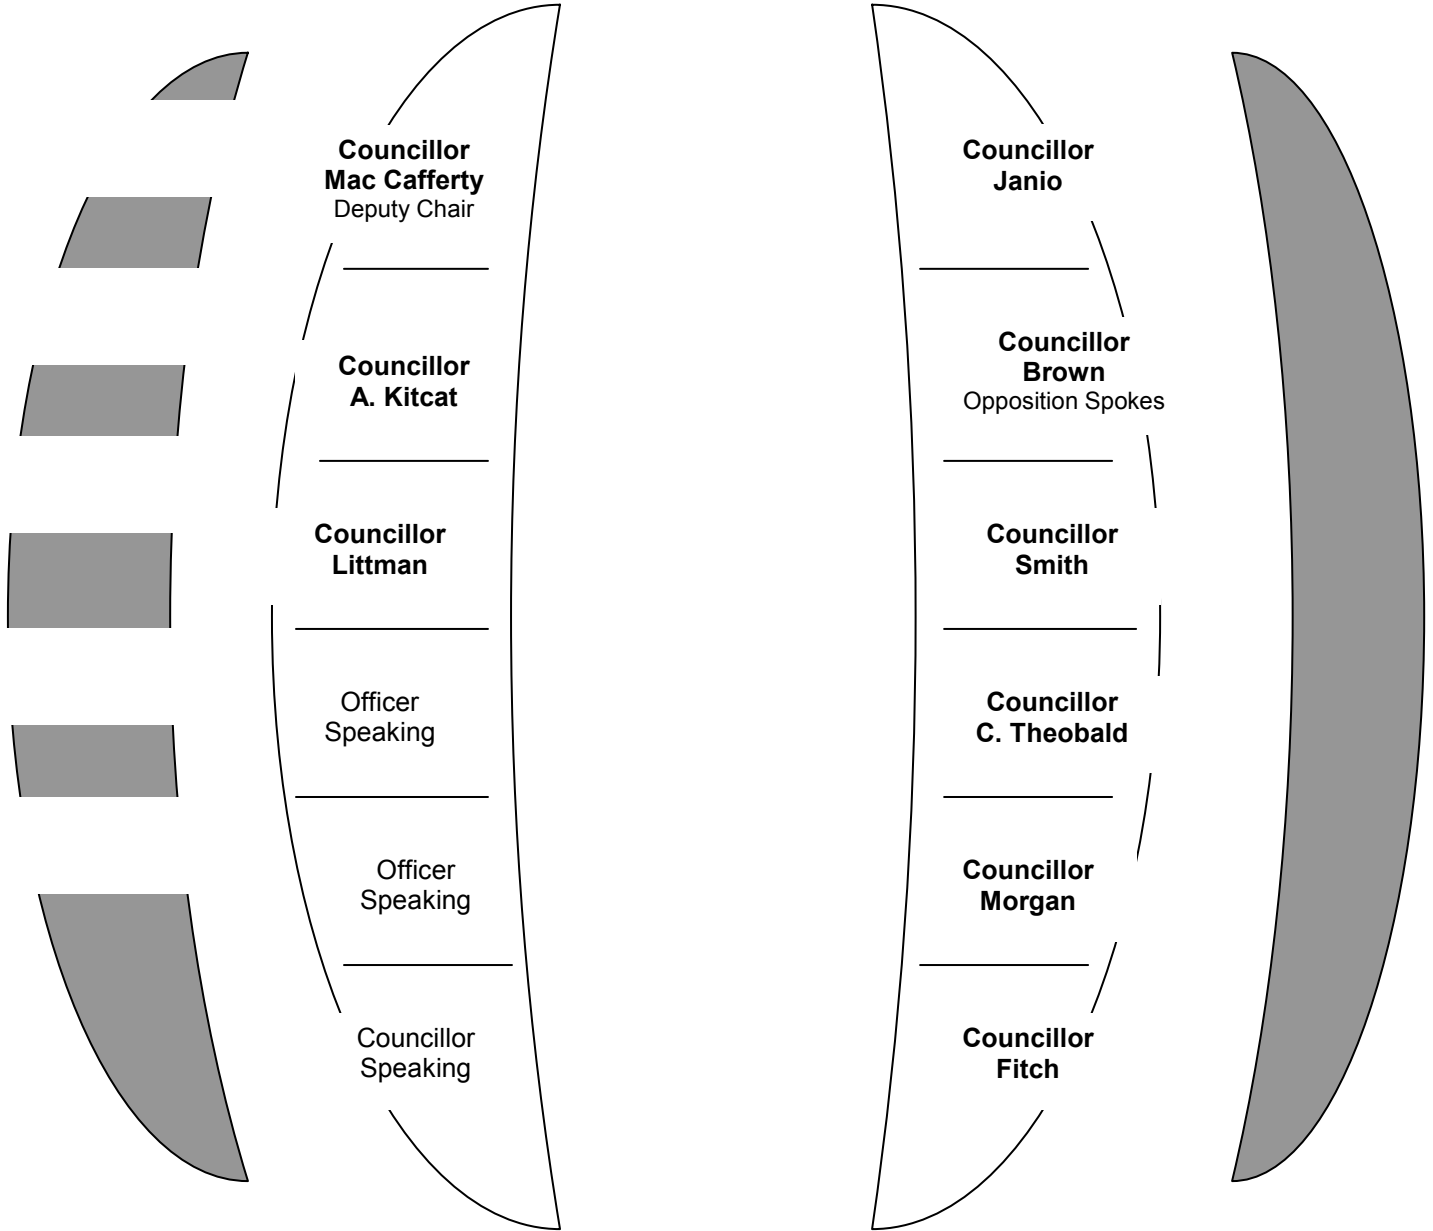 Councillor
Mac Cafferty
Deputy Chair
Councillor
A. Kitcat
Councillor
Littman
Officer
Speaking
Officer
Speaking
Councillor
Speaking
Councillor
Janio
Councillor
Brown
Opposition Spokes
Councillor
Smith
Councillor
C. Theobald
Councillor
Morgan
Councillor
Fitch